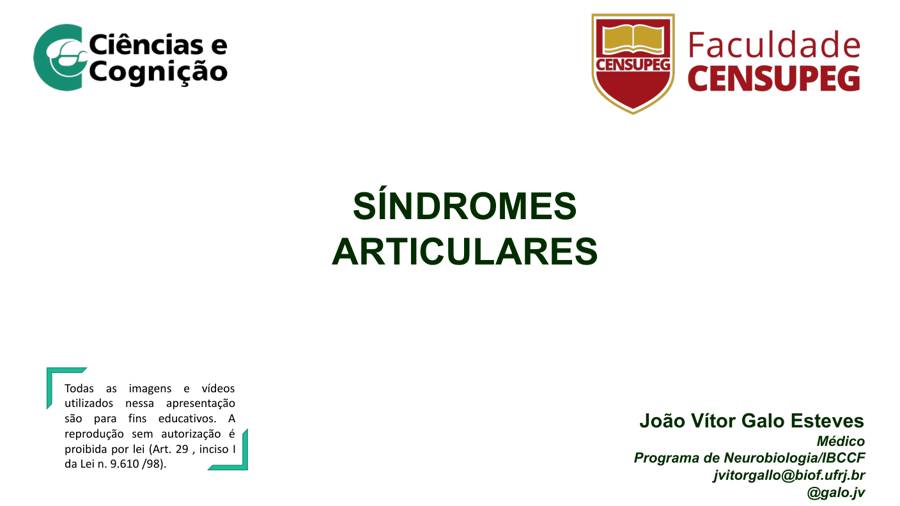 Ciências e
Cognição
CENSUPEG
Faculdade
CENSUPEG
SÍNDROMES
ARTICULARES
Todas as imagens e vídeos
utilizados nessa apresentação
são para fins educativos. A
reprodução sem autorização é
proibida por lei (Art. 29 , inciso I
da Lei n. 9.610 /98).
João Vítor Galo Esteves
Médico
Programa de Neurobiologia/IBCCF
jvitorgallo@biof.ufrj.br
@galo.jv